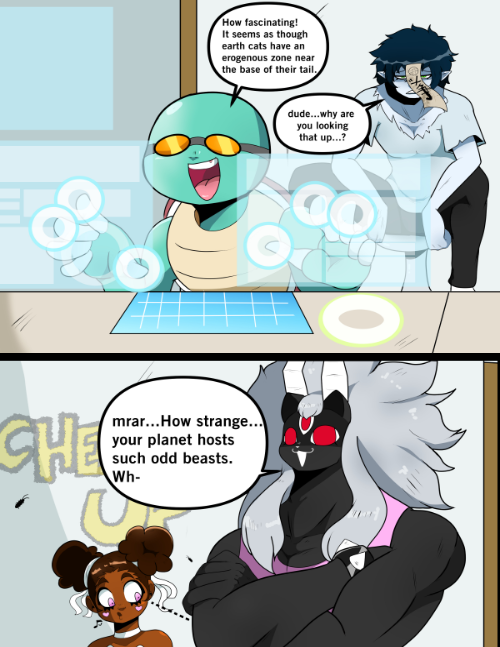 How fascinating!
It seems as though
earth cats have an
erogenous zone near
the base of their tail.
dude...why are
you looking
that up...?
mrar...How strange...
your planet hosts
such odd beasts.
Wh-
UP